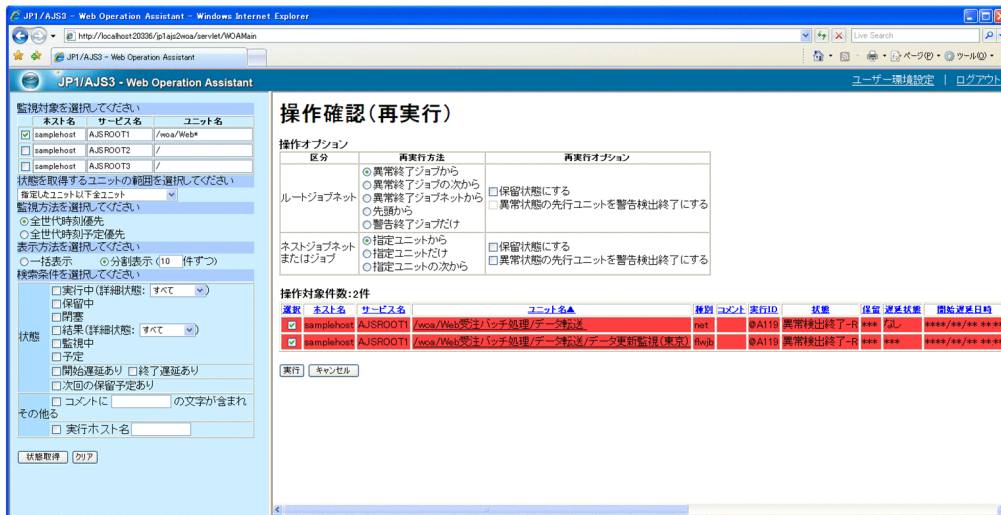 JP1/AJS3 - Web Operation Assistant - Windows Internet Explorer
http://localhost:20336/jp1ajs2woa/servlet/WOAMain
Live Search
JP1/AJS3 - Web Operation Assistant
ページ(P)
ツール(O)
JP1/AJS3 - Web Operation Assistant
ユーザー環境設定 | ログアウト
監視対象を選択してください
ホスト名 サービス名 ユニット名
samplehost AJSROOT1 /woa/Web*
samplehost AJSROOT2 /
samplehost AJSROOT3 /
状態を取得するユニットの範囲を選択してください
指定したユニット以下全ユニット
監視方法を選択してください
全世代時刻優先
全世代時刻予定優先
表示方法を選択してください
一括表示 分割表示 (10 件ずつ)
検索条件を選択してください
状態
実行中(詳細状態: すべて )
保留中
閉塞
結果(詳細状態: すべて )
監視中
予定
開始遅延あり 終了遅延あり
次回の保留予定あり
その他
コメントに の文字が含まれる
実行ホスト名
状態取得 クリア
操作確認(再実行)
操作オプション
区分 再実行方法 再実行オプション
ルートジョブネット
異常終了ジョブから
異常終了ジョブの次から
異常終了ジョブネットから
先頭から
警告終了ジョブだけ
保留状態にする
異常状態の先行ユニットを警告検出終了にする
ネストジョブネット
またはジョブ
指定ユニットから
指定ユニットだけ
指定ユニットの次から
保留状態にする
異常状態の先行ユニットを警告検出終了にする
操作対象件数:2件
選択 ホスト名 サービス名 ユニット名▲ 種別 コメント 実行ID 状態 保留 遅延状態 開始遅延日時
samplehost AJSROOT1 /woa/Web受注バッチ処理/データ転送 net @A119 異常検出終了-R *** なし ****/**/** **:**
samplehost AJSROOT1 /woa/Web受注バッチ処理/データ転送/データ更新監視(東京) flwjb @A119 異常検出終了-R *** *** ****/**/** **:**
実行 キャンセル